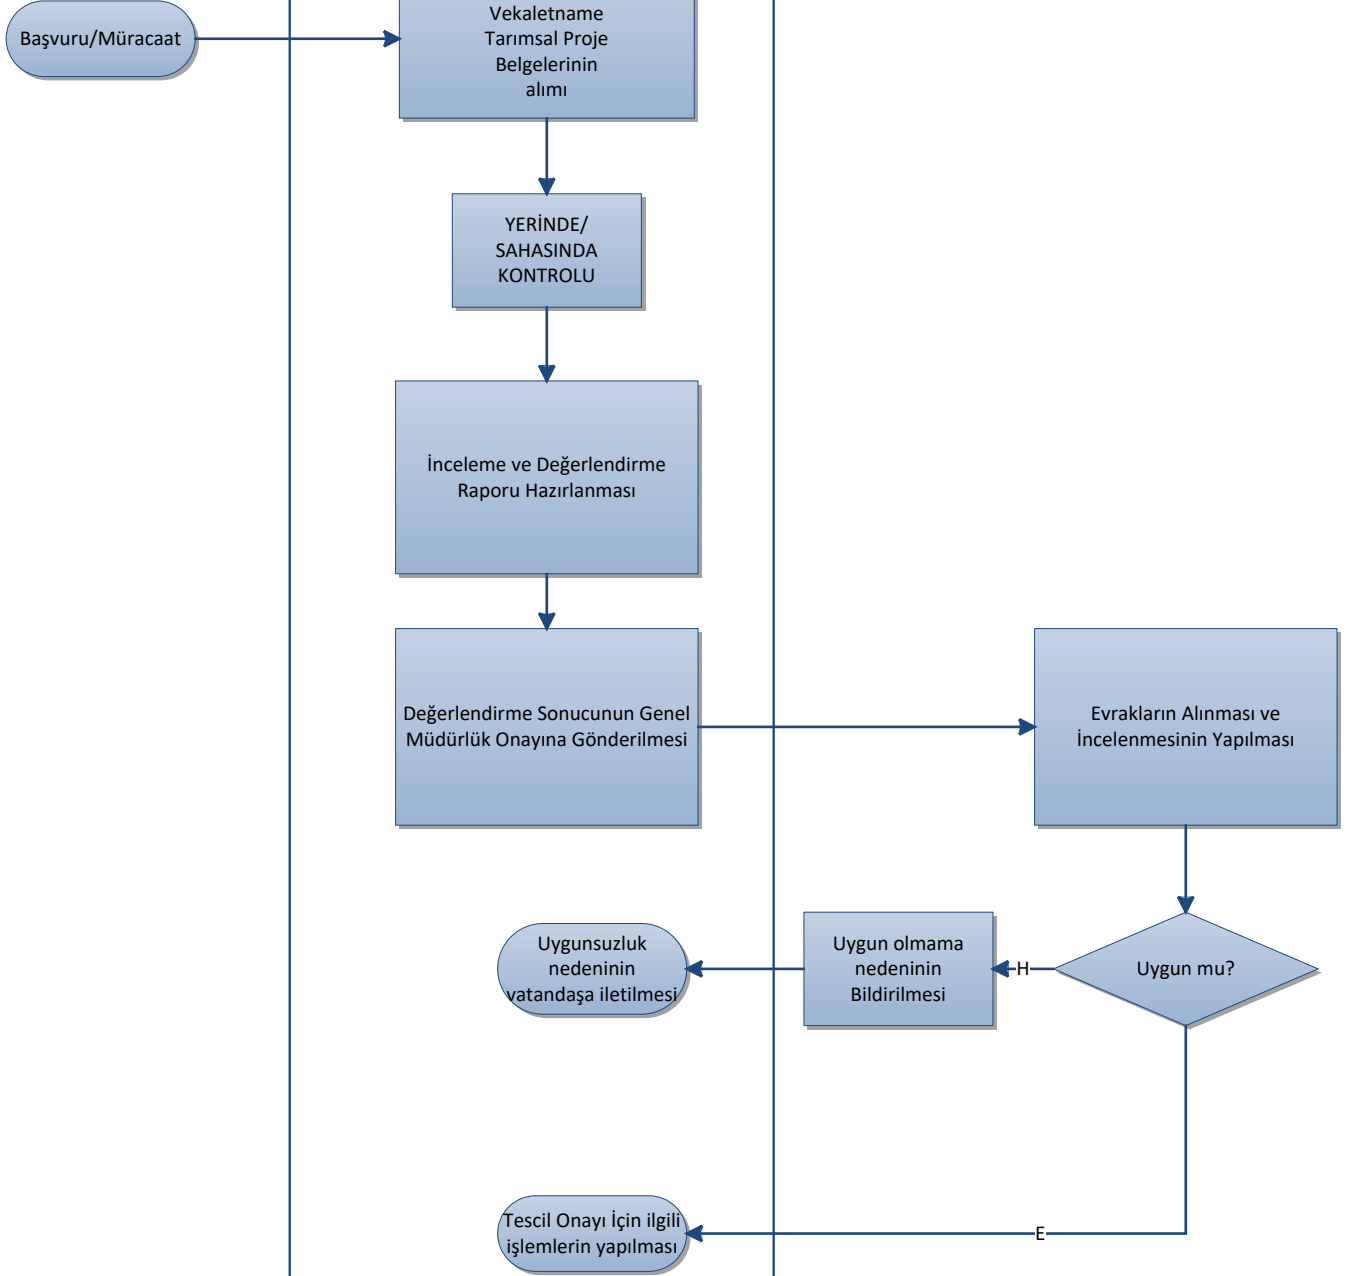 Başvuru/Müracaat
Vekaletname
Tarımsal Proje
Belgelerinin
alımı
YERİNDE/
SAHASINDA
KONTROLU
İnceleme ve Değerlendirme
Raporu Hazırlanması
Değerlendirme Sonucunun Genel
Müdürlük Onayına Gönderilmesi
Evrakların Alınması ve
İncelenmesinin Yapılması
Uygun mu?
H
Uygun olmama
nedeninin
Bildirilmesi
Uygunsuzluk
nedeninin
vatandaşa iletilmesi
E
Tescil Onayı İçin ilgili
işlemlerin yapılması